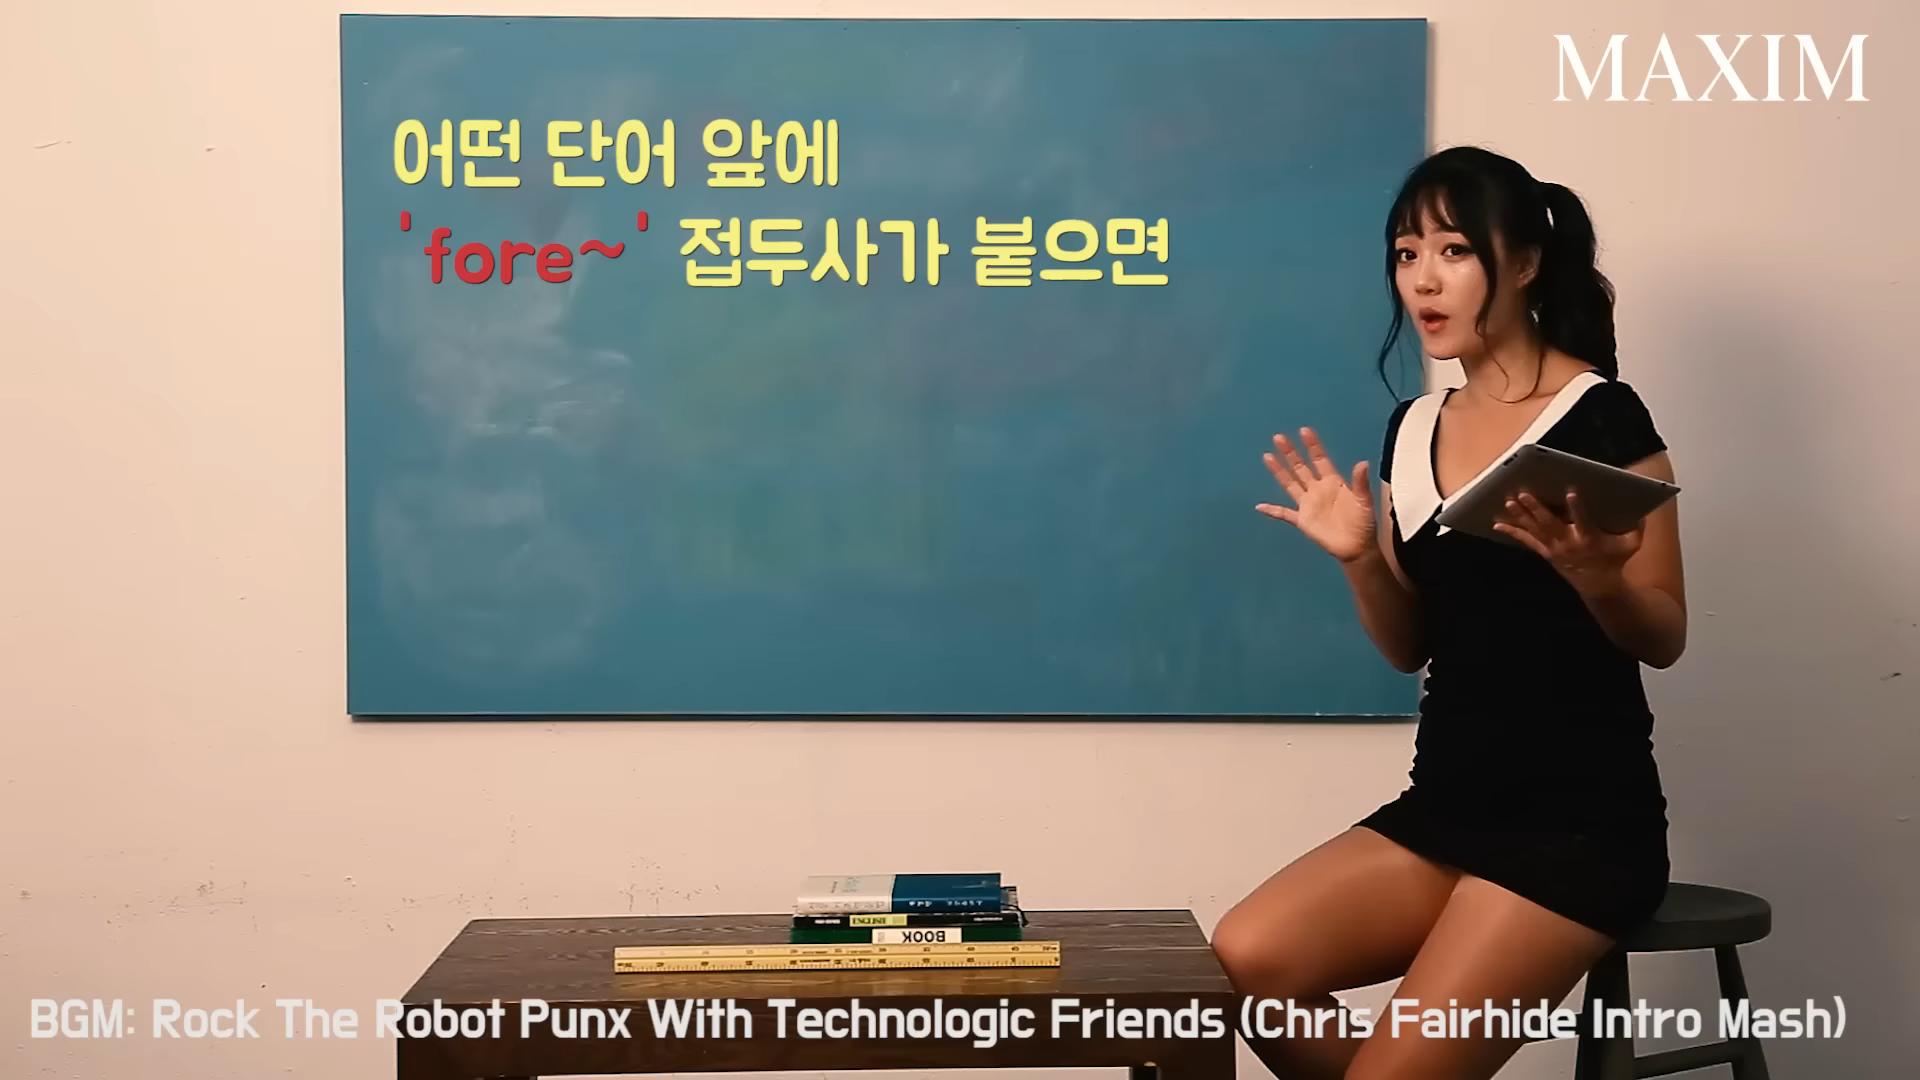 MAXIM
어떤 단어 앞에
'fore~' 접두사가 붙으면
BOOK
BGM: Rock The Robot Punx With Technologic Friends (Chris Fairhide Intro Mash)